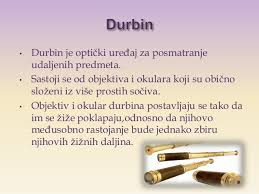 Durbin
• Durbin je optički uređaj za posmatranje
udaljenih predmeta.
• Sastoji se od objektiva i okulara koji su obično
složeni iz više prostih sočiva.
• Objektiv i okular durbina postavljaju se tako da
im se žiže poklapaju,odnosno da njihovo
međusobno rastojanje bude jednako zbiru
njihovih žižnih daljina.